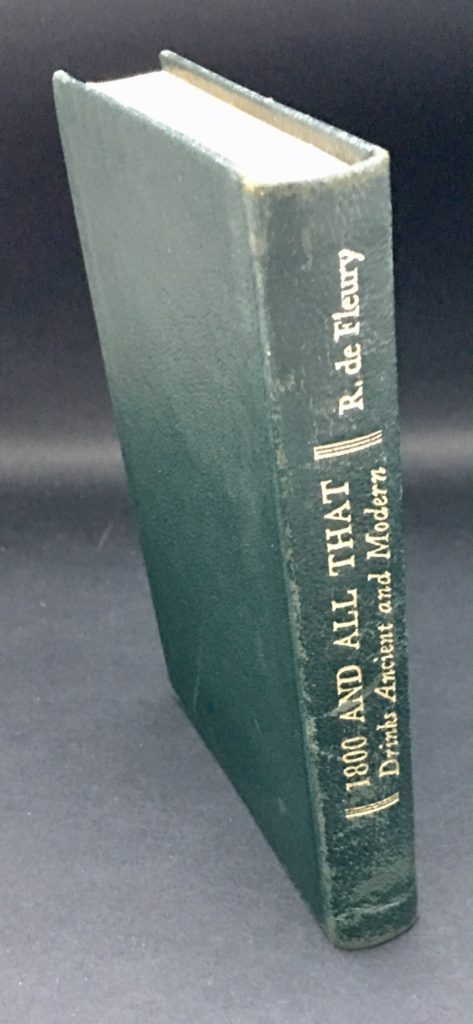 1800 AND ALL THAT
Drinks Ancient and Modern
R. de Fleury